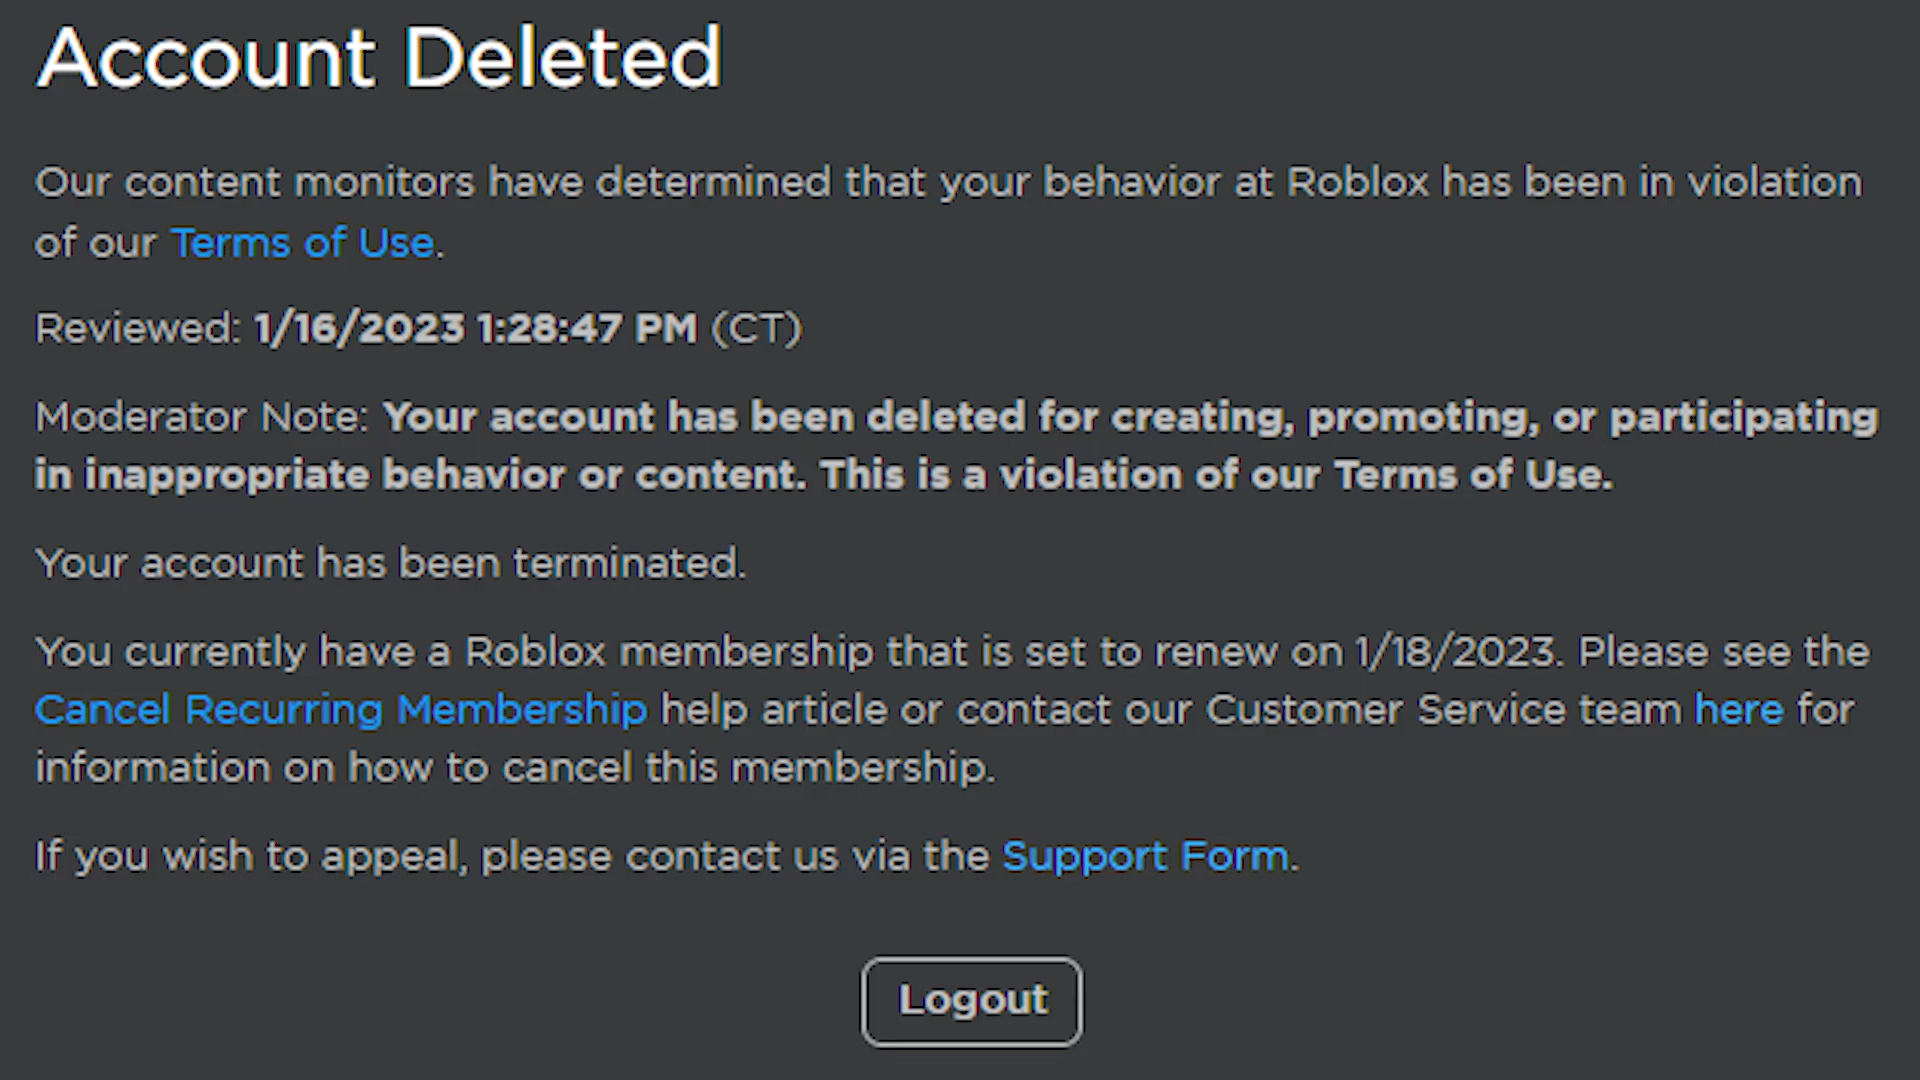 Account Deleted
Our content monitors have determined that your behavior at Roblox has been in violation
of our Terms of Use.
Reviewed: 1/16/2023 1:28:47 PM (CT)
Moderator Note: Your account has been deleted for creating, promoting, or participating
in inappropriate behavior or content. This is a violation of our Terms of Use.
Your account has been terminated.
You currently have a Roblox membership that is set to renew on 1/18/2023. Please see the
Cancel Recurring Membership help article or contact our Customer Service team here for
information on how to cancel this membership.
If you wish to appeal, please contact us via the Support Form.
Logout